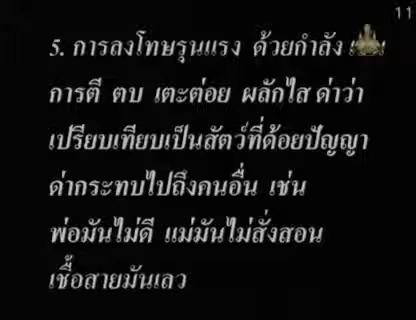 11
5. การลงโทษรุนแรง ด้วยกำลัง
การตี ตบ เตะต่อย ผลักไส ด่าว่า
เปรียบเทียบเป็นสัตว์ที่ด้อยปัญญา
ด่ากระทบไปถึงคนอื่น เช่น
พ่อมันไม่ดี แม่มันไม่สั่งสอน
เชื้อสายมันเลว